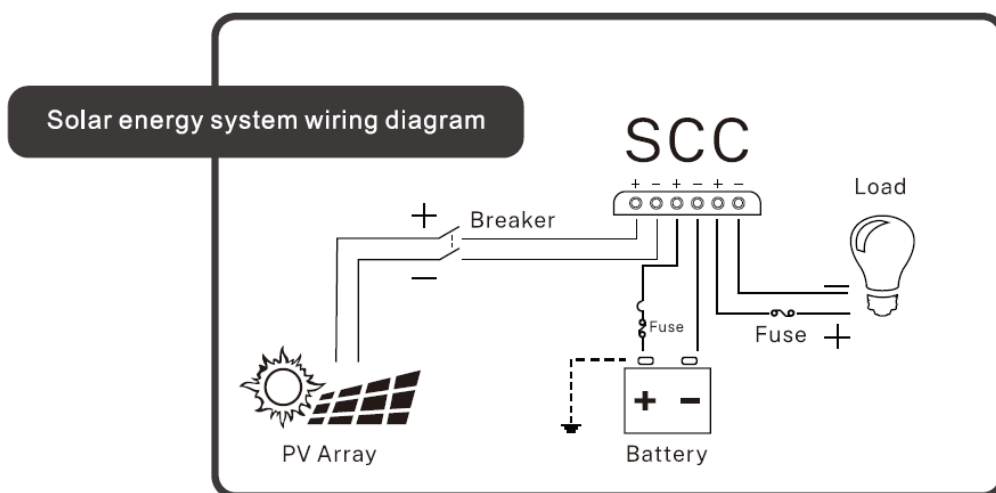 Solar energy system wiring diagram
SCC
+ − + − + −
Load
+ Breaker
−
−
Fuse
Fuse +
+ −
PV Array
Battery